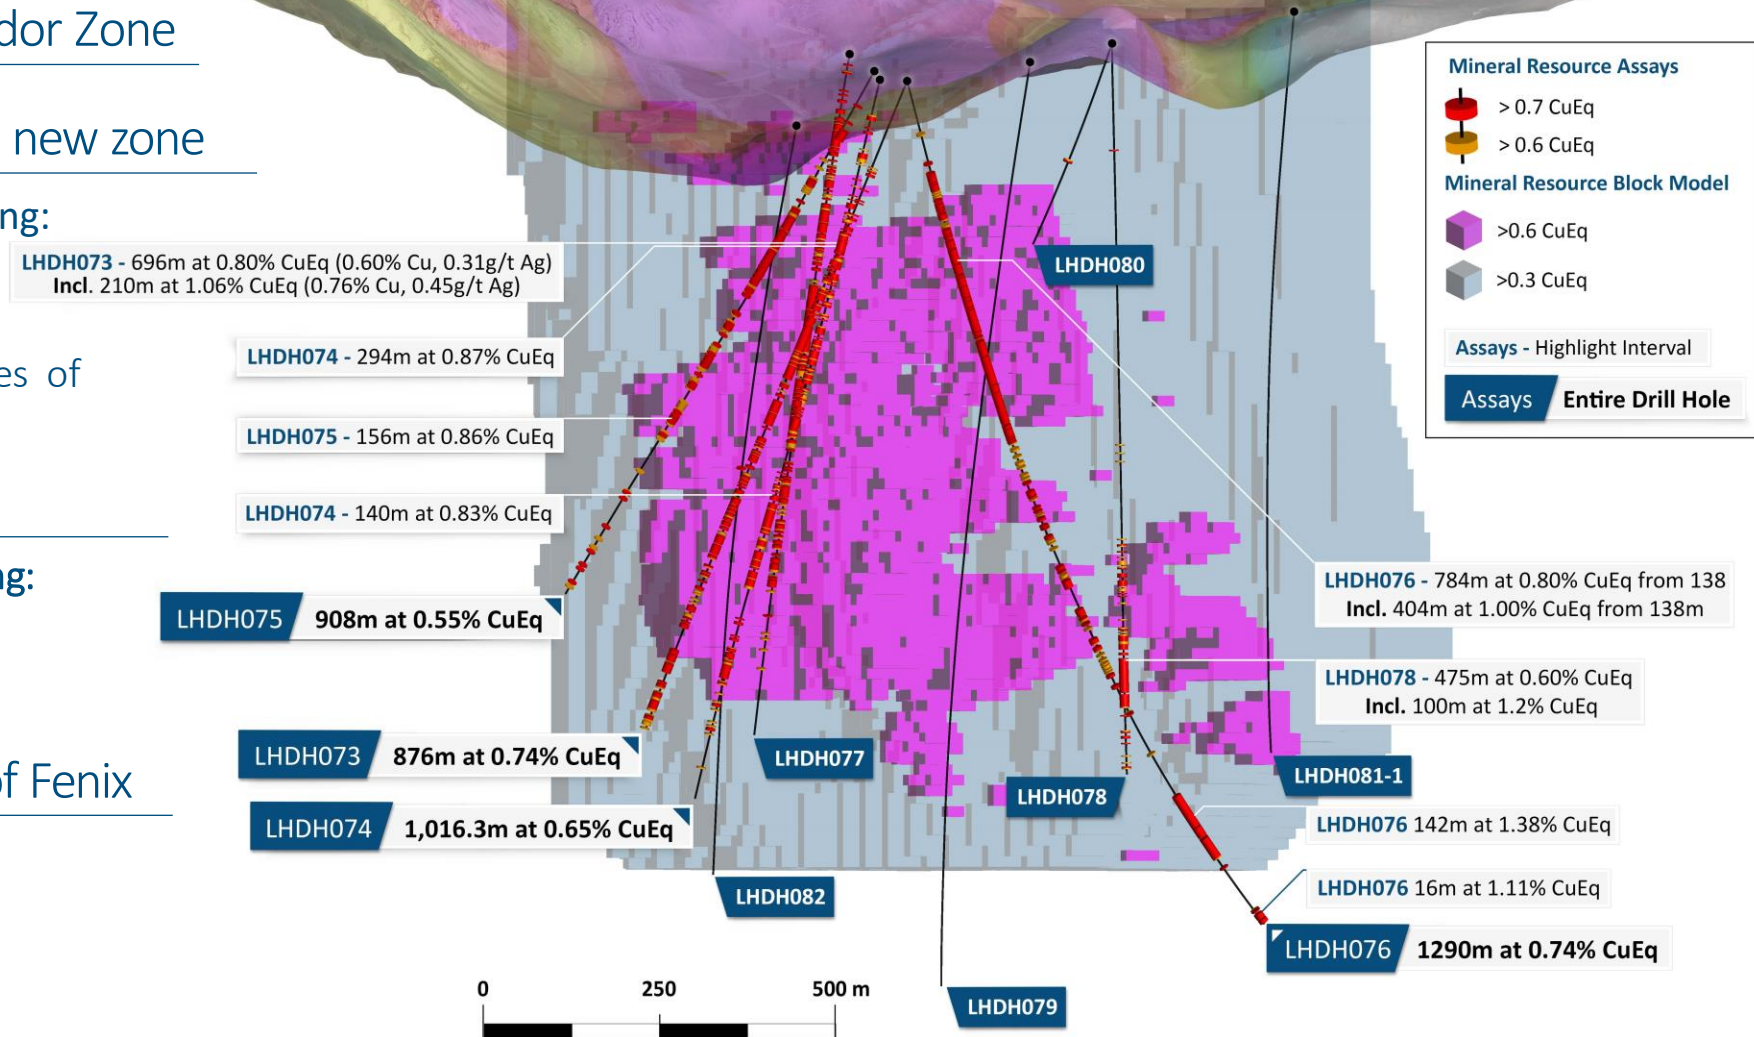 dor Zone
new zone
ng:
es of
ng:
of Fenix
LHDH073 - 696m at 0.80% CuEq (0.60% Cu, 0.31g/t Ag)
Incl. 210m at 1.06% CuEq (0.76% Cu, 0.45g/t Ag)
LHDH074 - 294m at 0.87% CuEq
LHDH075 - 156m at 0.86% CuEq
LHDH074 - 140m at 0.83% CuEq
LHDH075 908m at 0.55% CuEq
LHDH073 876m at 0.74% CuEq
LHDH074 1,016.3m at 0.65% CuEq
LHDH082
LHDH077
LHDH079
LHDH080
LHDH078
LHDH081-1
LHDH076 - 784m at 0.80% CuEq from 138
Incl. 404m at 1.00% CuEq from 138m
LHDH078 - 475m at 0.60% CuEq
Incl. 100m at 1.2% CuEq
LHDH076 142m at 1.38% CuEq
LHDH076 16m at 1.11% CuEq
LHDH076 1290m at 0.74% CuEq
Mineral Resource Assays
> 0.7 CuEq
> 0.6 CuEq
Mineral Resource Block Model
>0.6 CuEq
>0.3 CuEq
Assays - Highlight Interval
Assays Entire Drill Hole
0 250 500 m